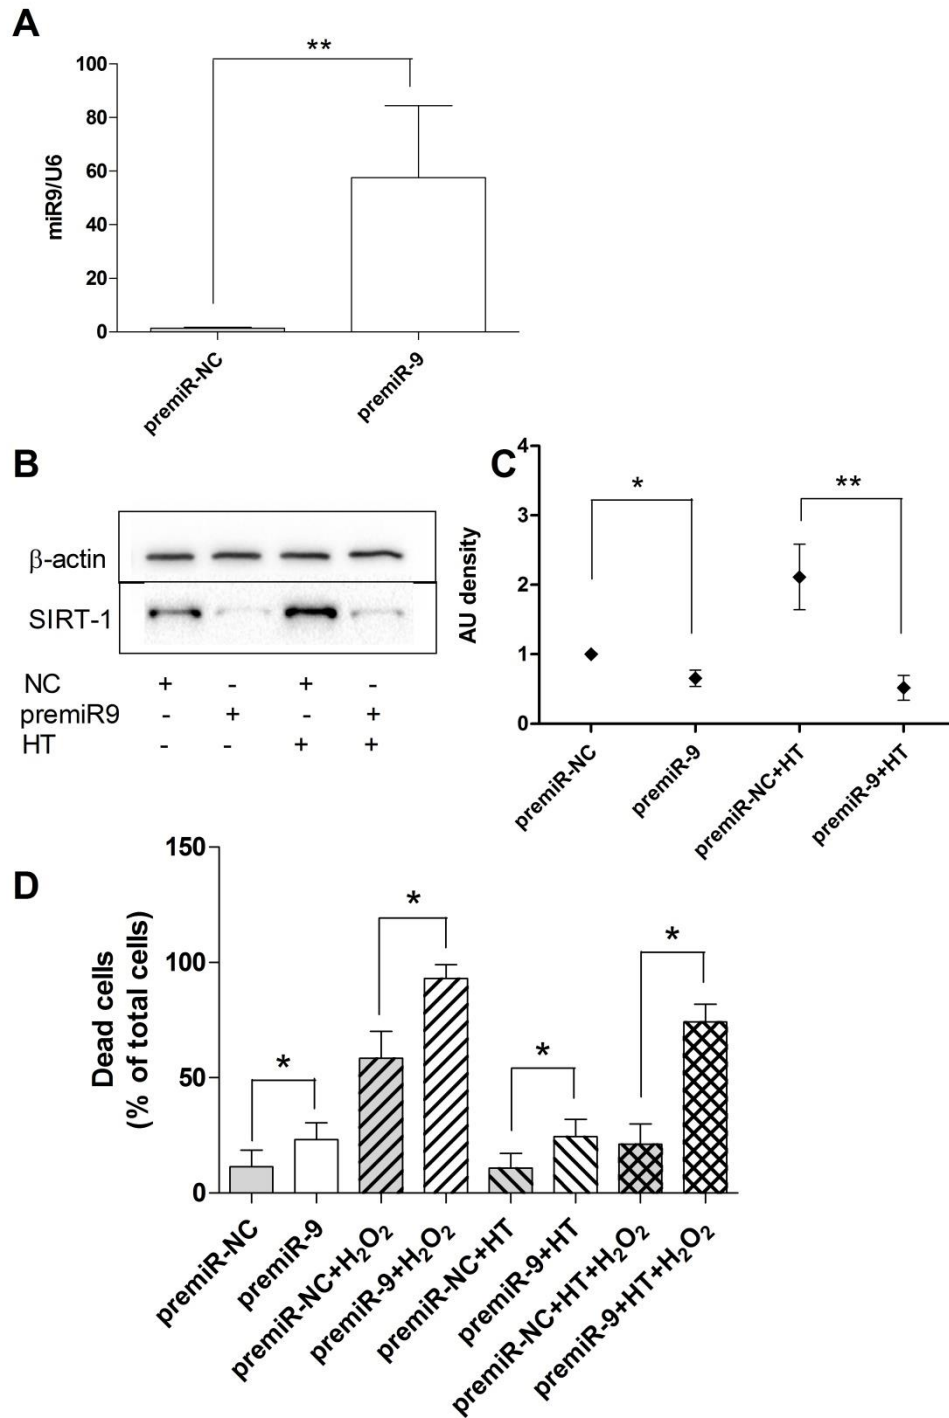 A
**
100
80
60
40
20
0
miR9/U6
premiR-NC
premiR-9
B
β-actin
SIRT-1
NC + - + -
premiR9 - + - +
HT - - + +
C
4
3
2
1
0
AU density
*
**
premiR-NC
premiR-9
premiR-NC+HT
premiR-9+HT
D
150
100
50
0
Dead cells
(% of total cells)
*
*
*
*
premiR-NC
premiR-9
premiR-NC+H₂O₂
premiR-9+H₂O₂
premiR-NC+HT
premiR-9+HT
premiR-NC+HT+H₂O₂
premiR-9+HT+H₂O₂